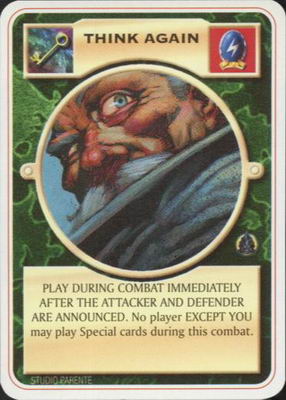 THINK AGAIN
PLAY DURING COMBAT IMMEDIATELY
AFTER THE ATTACKER AND DEFENDER
ARE ANNOUNCED. No player EXCEPT YOU
may play Special cards during this combat.
STUDIO PARENTE